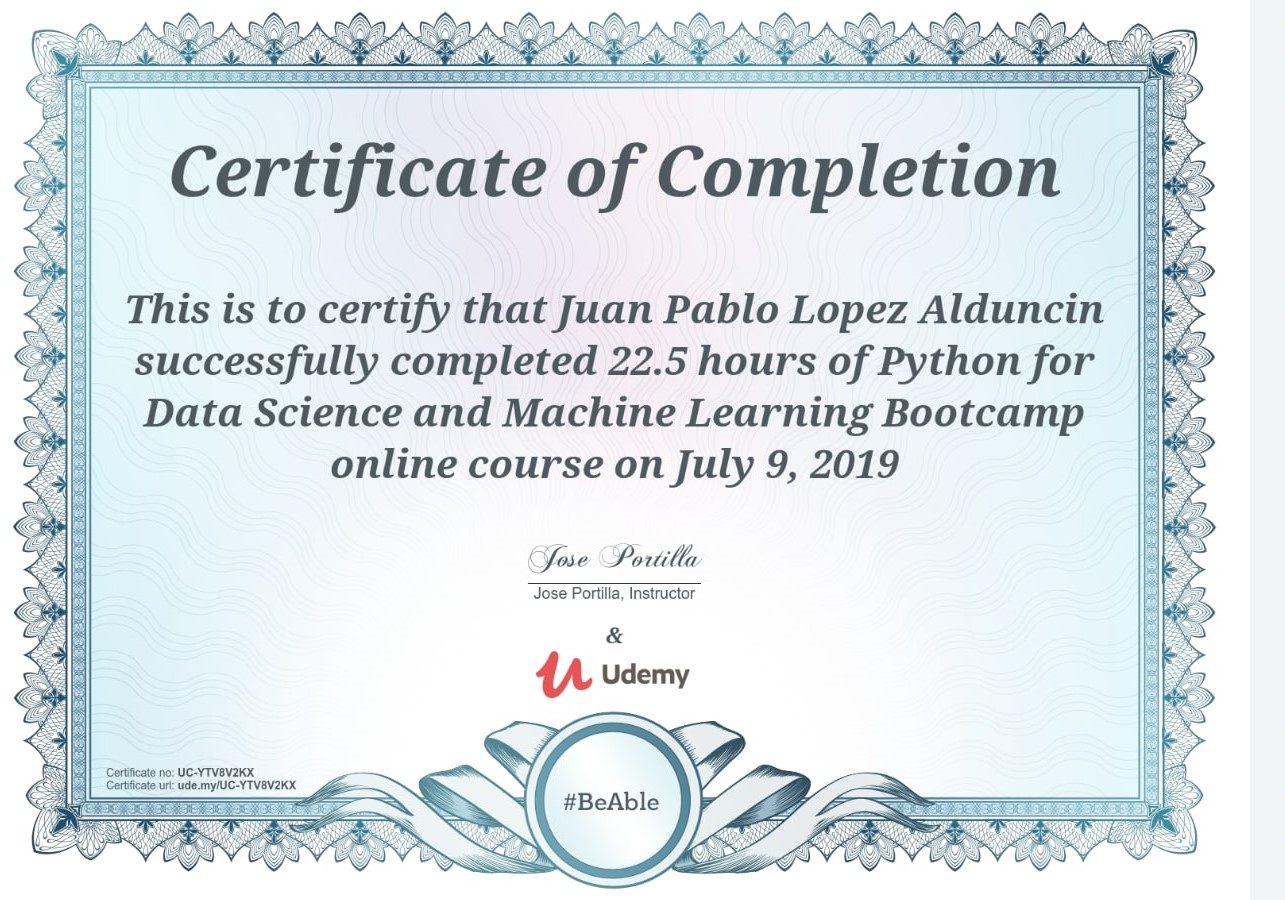 Certificate of Completion
This is to certify that Juan Pablo Lopez Alduncin
successfully completed 22.5 hours of Python for
Data Science and Machine Learning Bootcamp
online course on July 9, 2019
Jose Portilla
Jose Portilla, Instructor
&
Udemy
Certificate no: UC-YTV8V2KX
Certificate url: ude.my/UC-YTV8V2KX
#BeAble